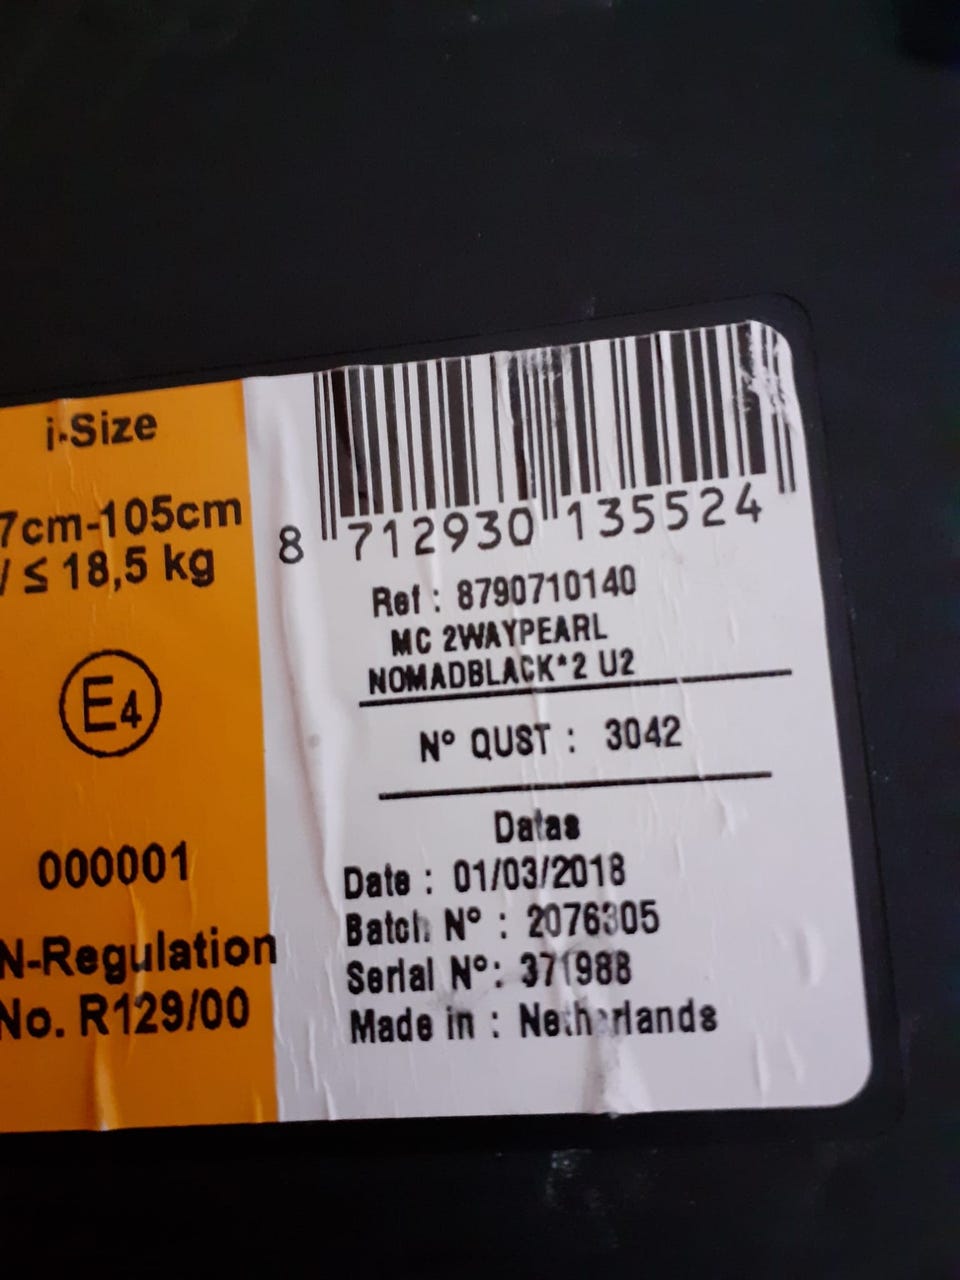 i-Size
7cm-105cm
/ ≤ 18,5 kg
E4
000001
N-Regulation
No. R129/00
8 712930 135524
Ref : 8790710140
MC 2WAYPEARL
NOMADBLACK*2 U2
N° QUST : 3042
Datas
Date : 01/03/2018
Batch N° : 2076305
Serial N°: 371988
Made in : Netherlands